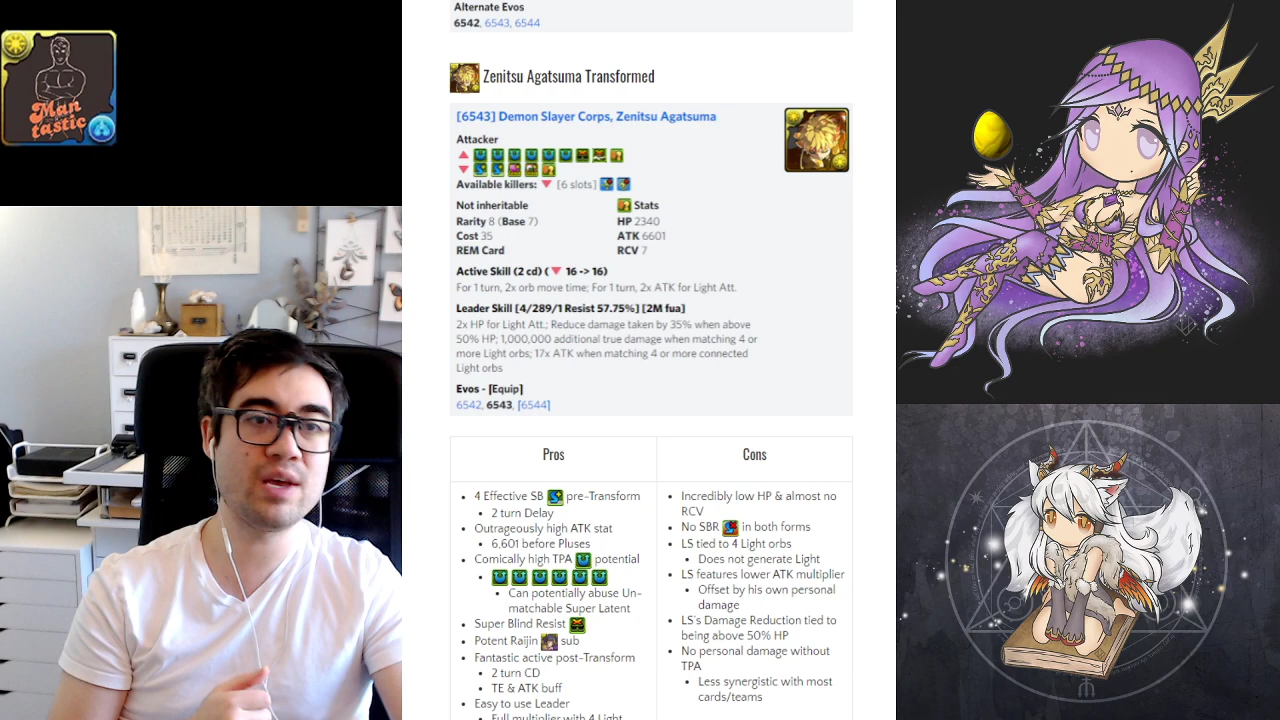 Man
tastic
Alternate Evos
6542, 6543, 6544
Zenitsu Agatsuma Transformed
[6543] Demon Slayer Corps, Zenitsu Agatsuma
Attacker
Available killers: [6 slots]
Not inheritable
Rarity 8 (Base 7)
Cost 35
REM Card
Stats
HP 2340
ATK 6601
RCV 7
Active Skill (2 cd) ( 16 -> 16)
For 1 turn, 2x orb move time; For 1 turn, 2x ATK for Light Att.
Leader Skill [4/289/1 Resist 57.75%] [2M fua]
2x HP for Light Att.; Reduce damage taken by 35% when above
50% HP; 1,000,000 additional true damage when matching 4 or
more Light orbs; 17x ATK when matching 4 or more connected
Light orbs
Evos - [Equip]
6542, 6543, [6544]
Pros
4 Effective SB pre-Transform
2 turn Delay
Outrageously high ATK stat
6,601 before Pluses
Comically high TPA potential
Can potentially abuse Un-
matchable Super Latent
Super Blind Resist
Potent Raijin sub
Fantastic active post-Transform
2 turn CD
TE & ATK buff
Easy to use Leader
Full multiplier with 4 Light
Cons
Incredibly low HP & almost no
RCV
No SBR in both forms
LS tied to 4 Light orbs
Does not generate Light
LS features lower ATK multiplier
Offset by his own personal
damage
LS's Damage Reduction tied to
being above 50% HP
No personal damage without
TPA
Less synergistic with most
cards/teams